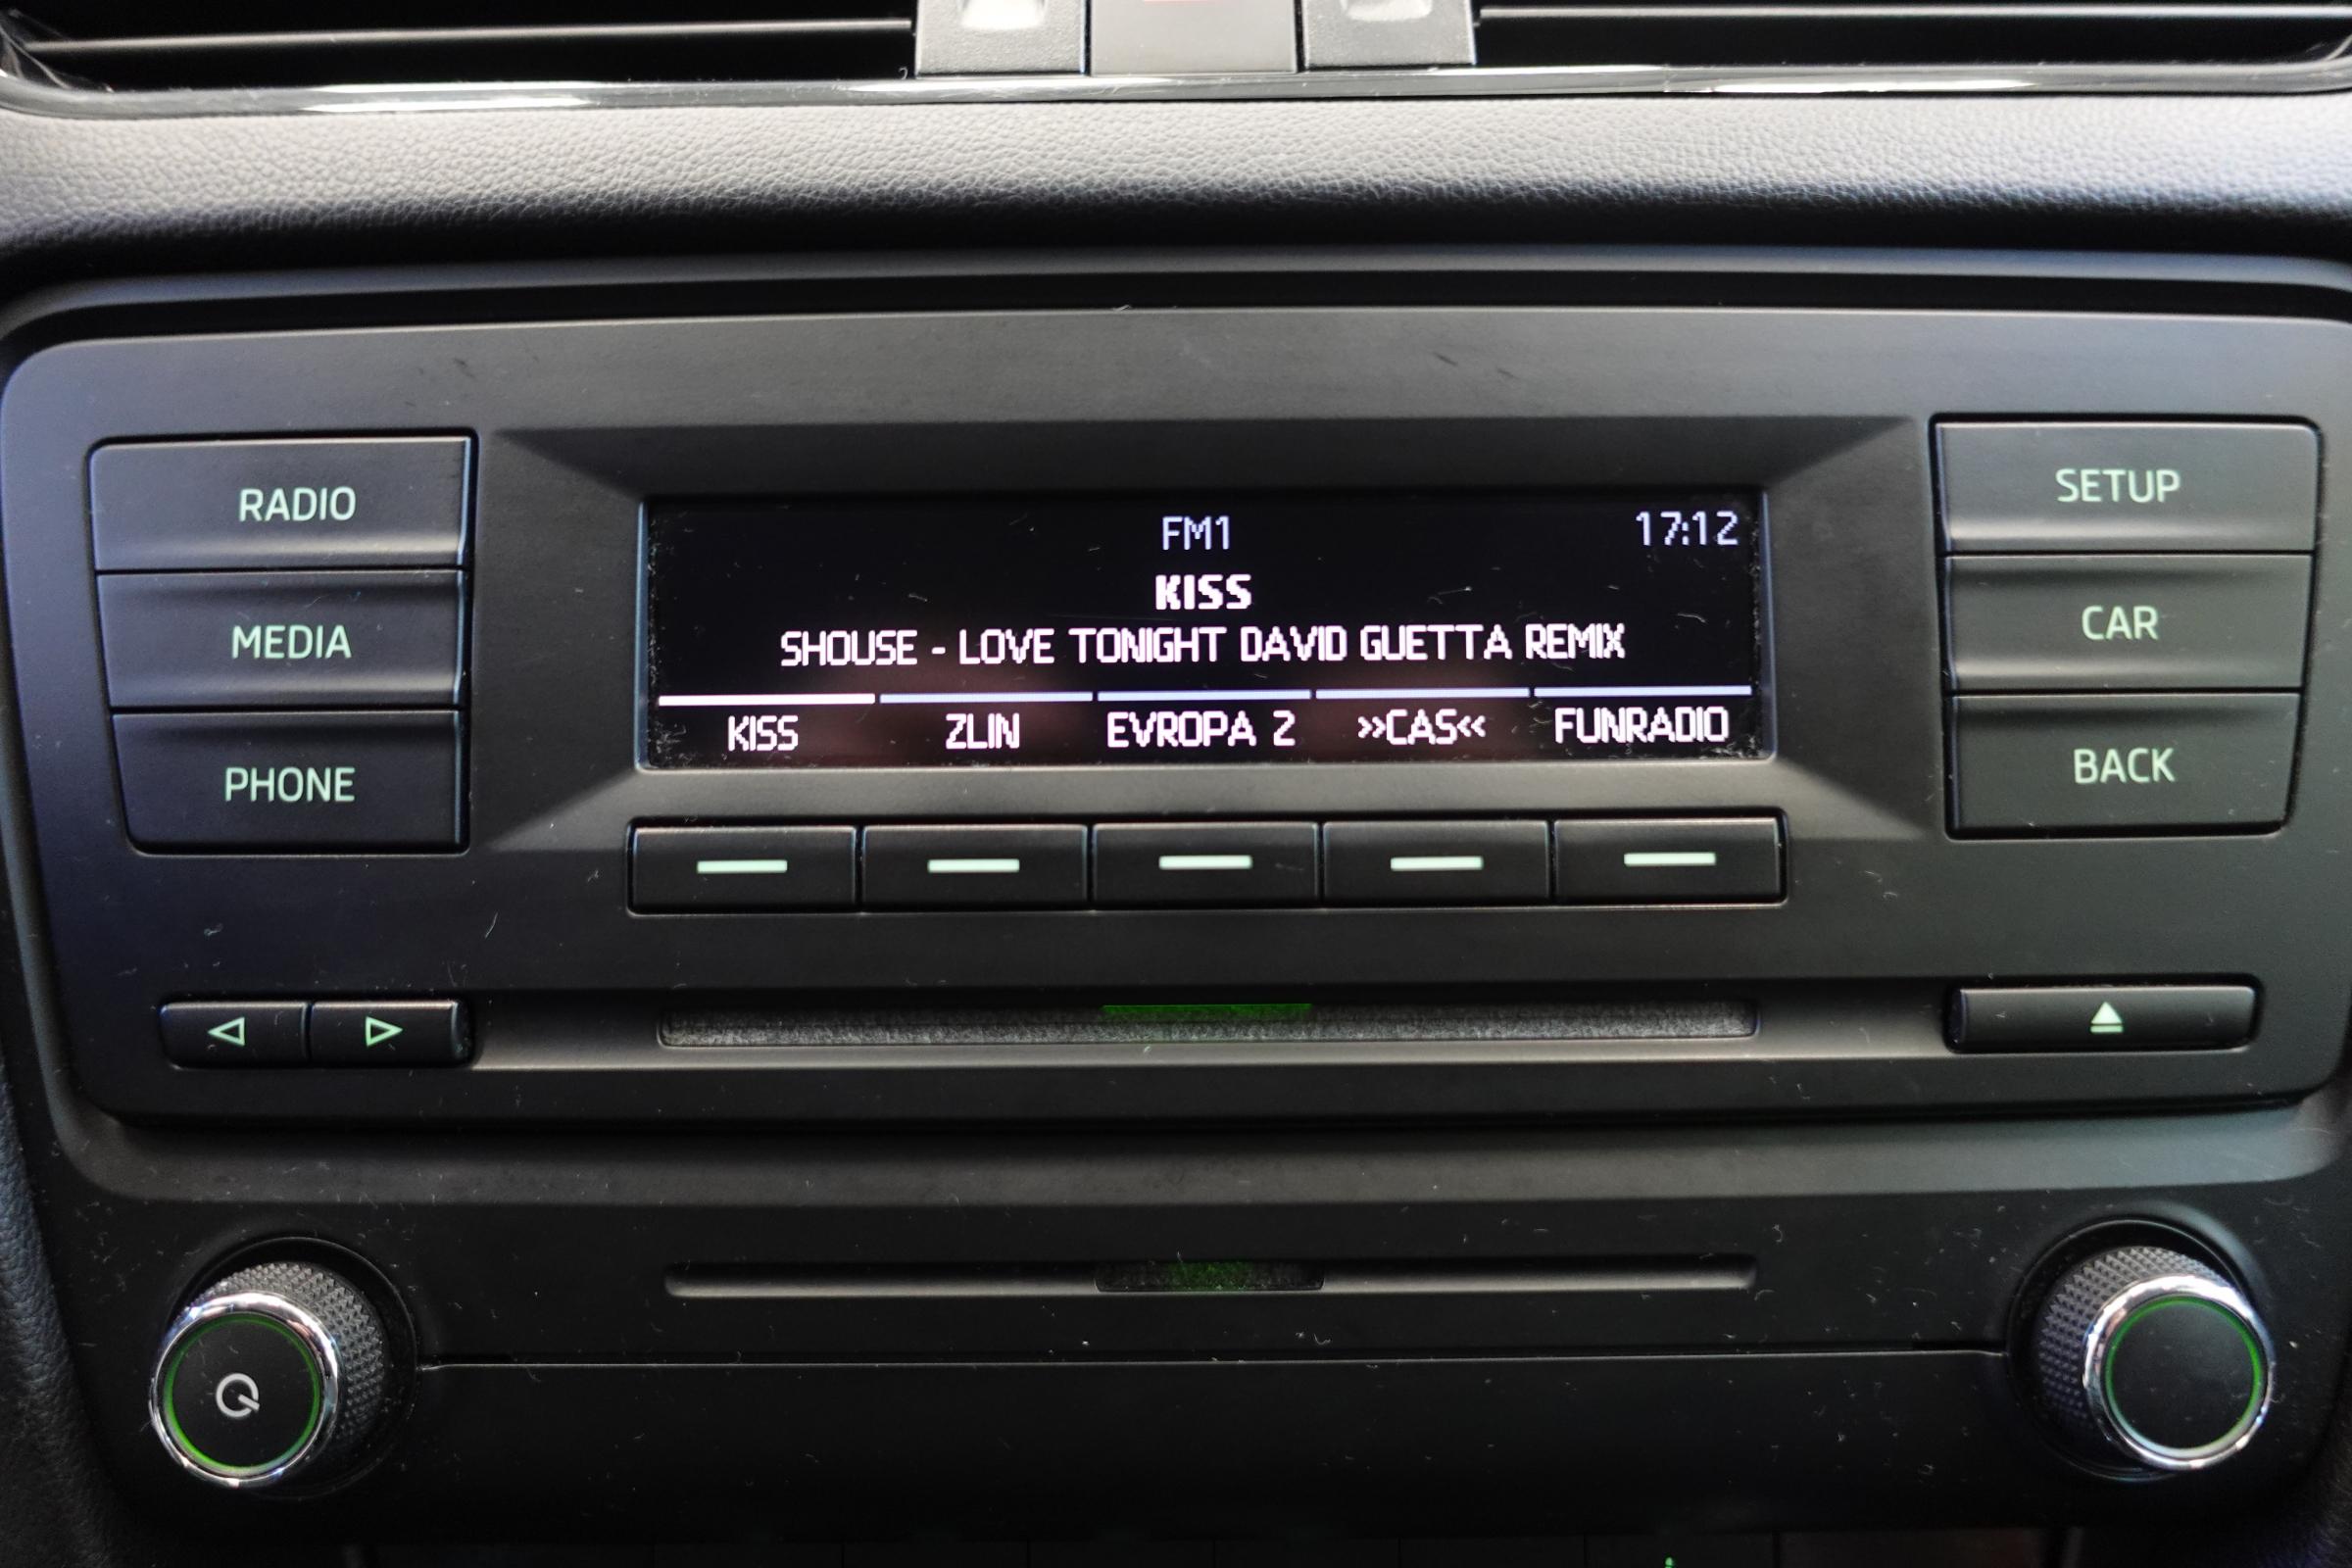 RADIO
MEDIA
PHONE
FM1
17:12
KISS
SHOUSE - LOVE TONIGHT DAVID GUETTA REMIX
KISS
ZLIN
EVROPA 2
»CAS«
FUNRADIO
SETUP
CAR
BACK